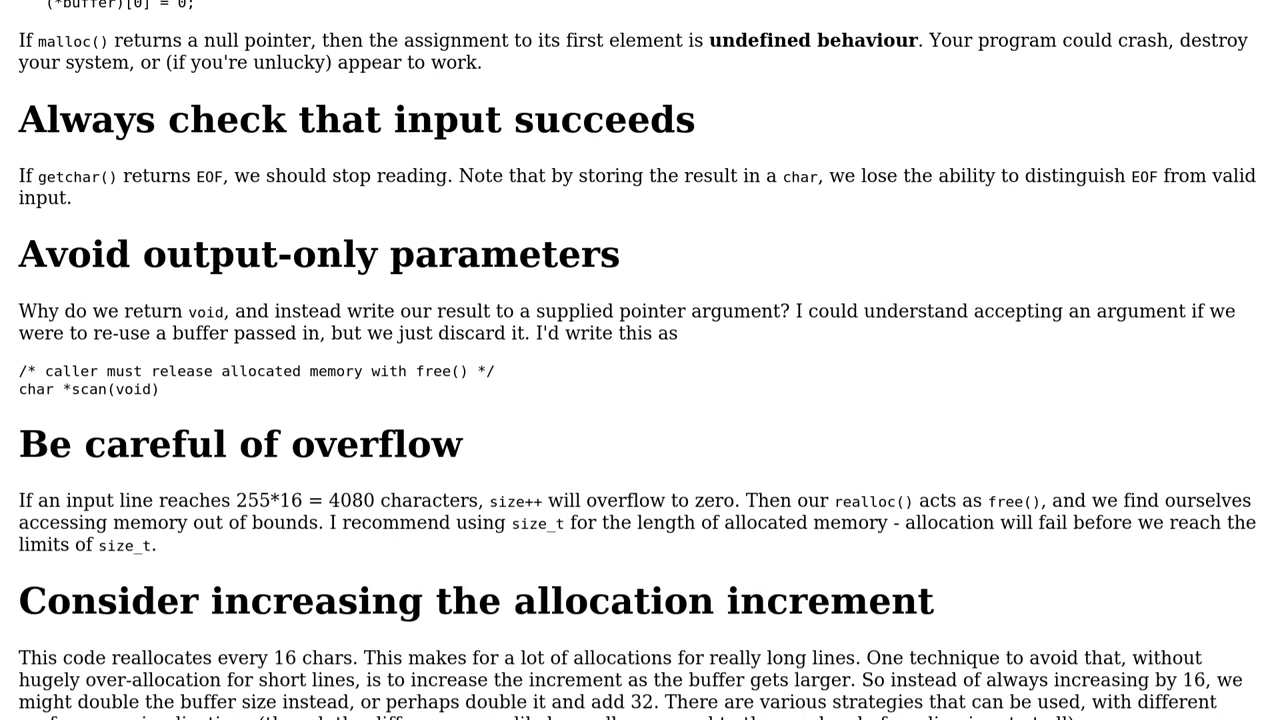 (*buffer)[0] = 0;
If malloc() returns a null pointer, then the assignment to its first element is undefined behaviour. Your program could crash, destroy
your system, or (if you're unlucky) appear to work.
Always check that input succeeds
If getchar() returns EOF, we should stop reading. Note that by storing the result in a char, we lose the ability to distinguish EOF from valid
input.
Avoid output-only parameters
Why do we return void, and instead write our result to a supplied pointer argument? I could understand accepting an argument if we
were to re-use a buffer passed in, but we just discard it. I'd write this as
/* caller must release allocated memory with free() */
char *scan(void)
Be careful of overflow
If an input line reaches 255*16 = 4080 characters, size++ will overflow to zero. Then our realloc() acts as free(), and we find ourselves
accessing memory out of bounds. I recommend using size_t for the length of allocated memory - allocation will fail before we reach the
limits of size_t.
Consider increasing the allocation increment
This code reallocates every 16 chars. This makes for a lot of allocations for really long lines. One technique to avoid that, without
hugely over-allocation for short lines, is to increase the increment as the buffer gets larger. So instead of always increasing by 16, we
might double the buffer size instead, or perhaps double it and add 32. There are various strategies that can be used, with different